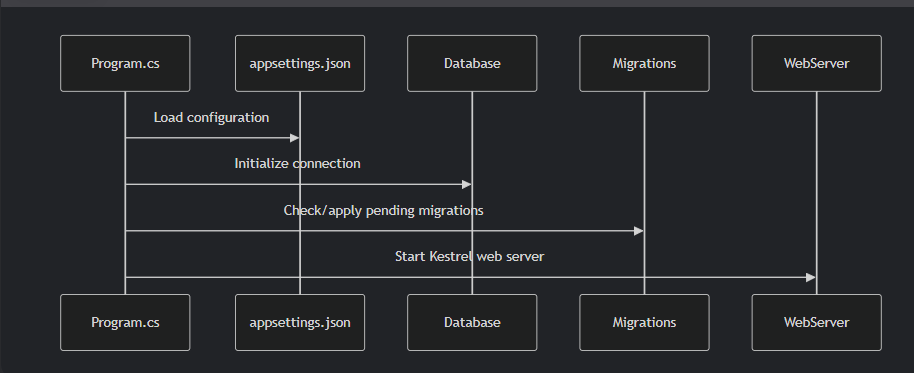 Program.cs
appsettings.json
Database
Migrations
WebServer
Load configuration
Initialize connection
Check/apply pending migrations
Start Kestrel web server
Program.cs
appsettings.json
Database
Migrations
WebServer